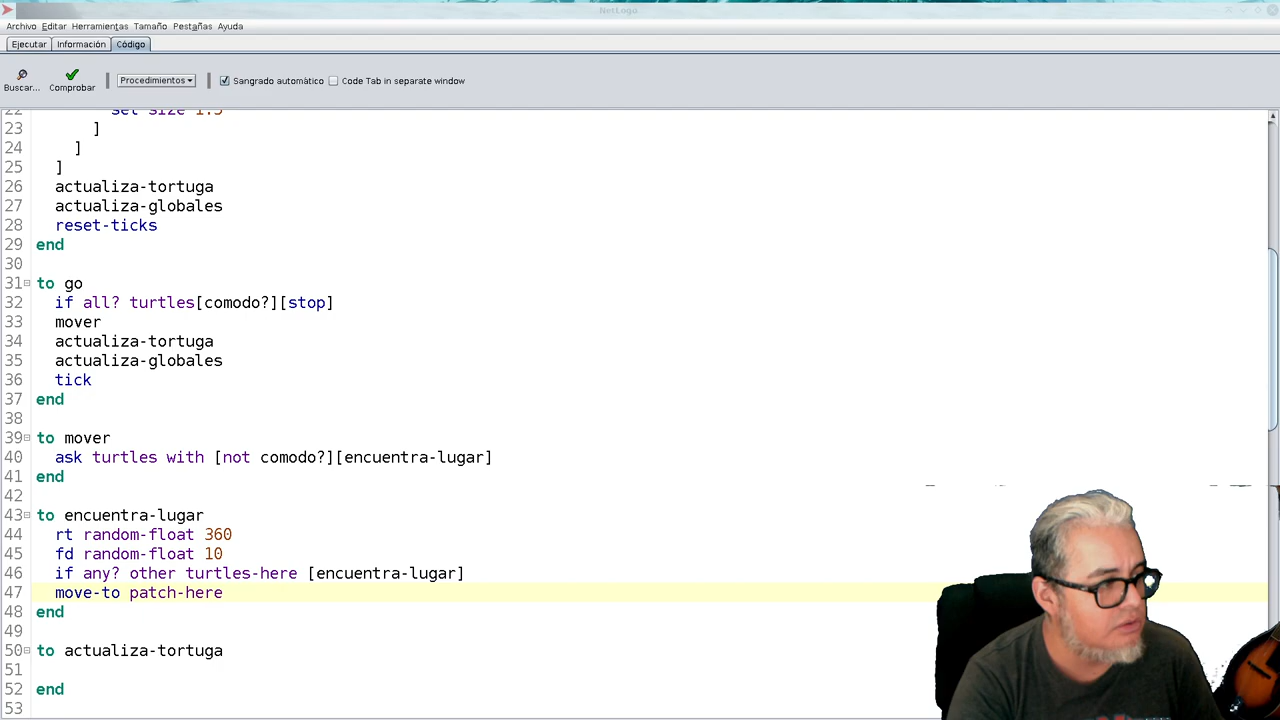 NetLogo
Archivo Editar Herramientas Tamaño Pestañas Ayuda
Ejecutar Información Código
Buscar... Comprobar Procedimientos Sangrado automático Code Tab in separate window
22 set size 1.5
23 ]
24 ]
25 ]
26 actualiza-tortuga
27 actualiza-globales
28 reset-ticks
29 end
30
31 to go
32 if all? turtles[comodo?][stop]
33 mover
34 actualiza-tortuga
35 actualiza-globales
36 tick
37 end
38
39 to mover
40 ask turtles with [not comodo?][encuentra-lugar]
41 end
42
43 to encuentra-lugar
44 rt random-float 360
45 fd random-float 10
46 if any? other turtles-here [encuentra-lugar]
47 move-to patch-here
48 end
49
50 to actualiza-tortuga
51
52 end
53